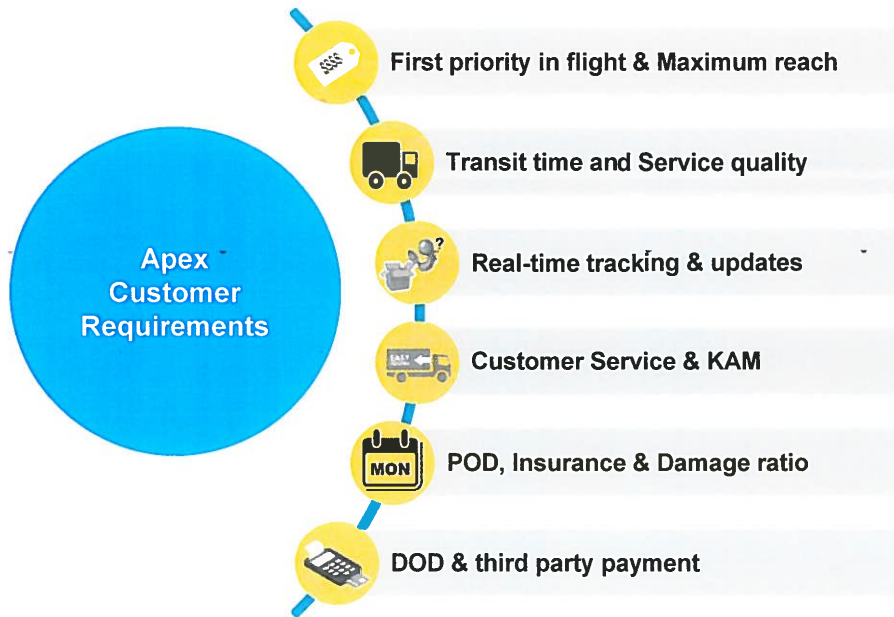 First priority in flight & Maximum reach
Transit time and Service quality
?
Real-time tracking & updates
Apex
Customer
Requirements
EASY
Customer Service & KAM
MON
POD, Insurance & Damage ratio
DOD & third party payment